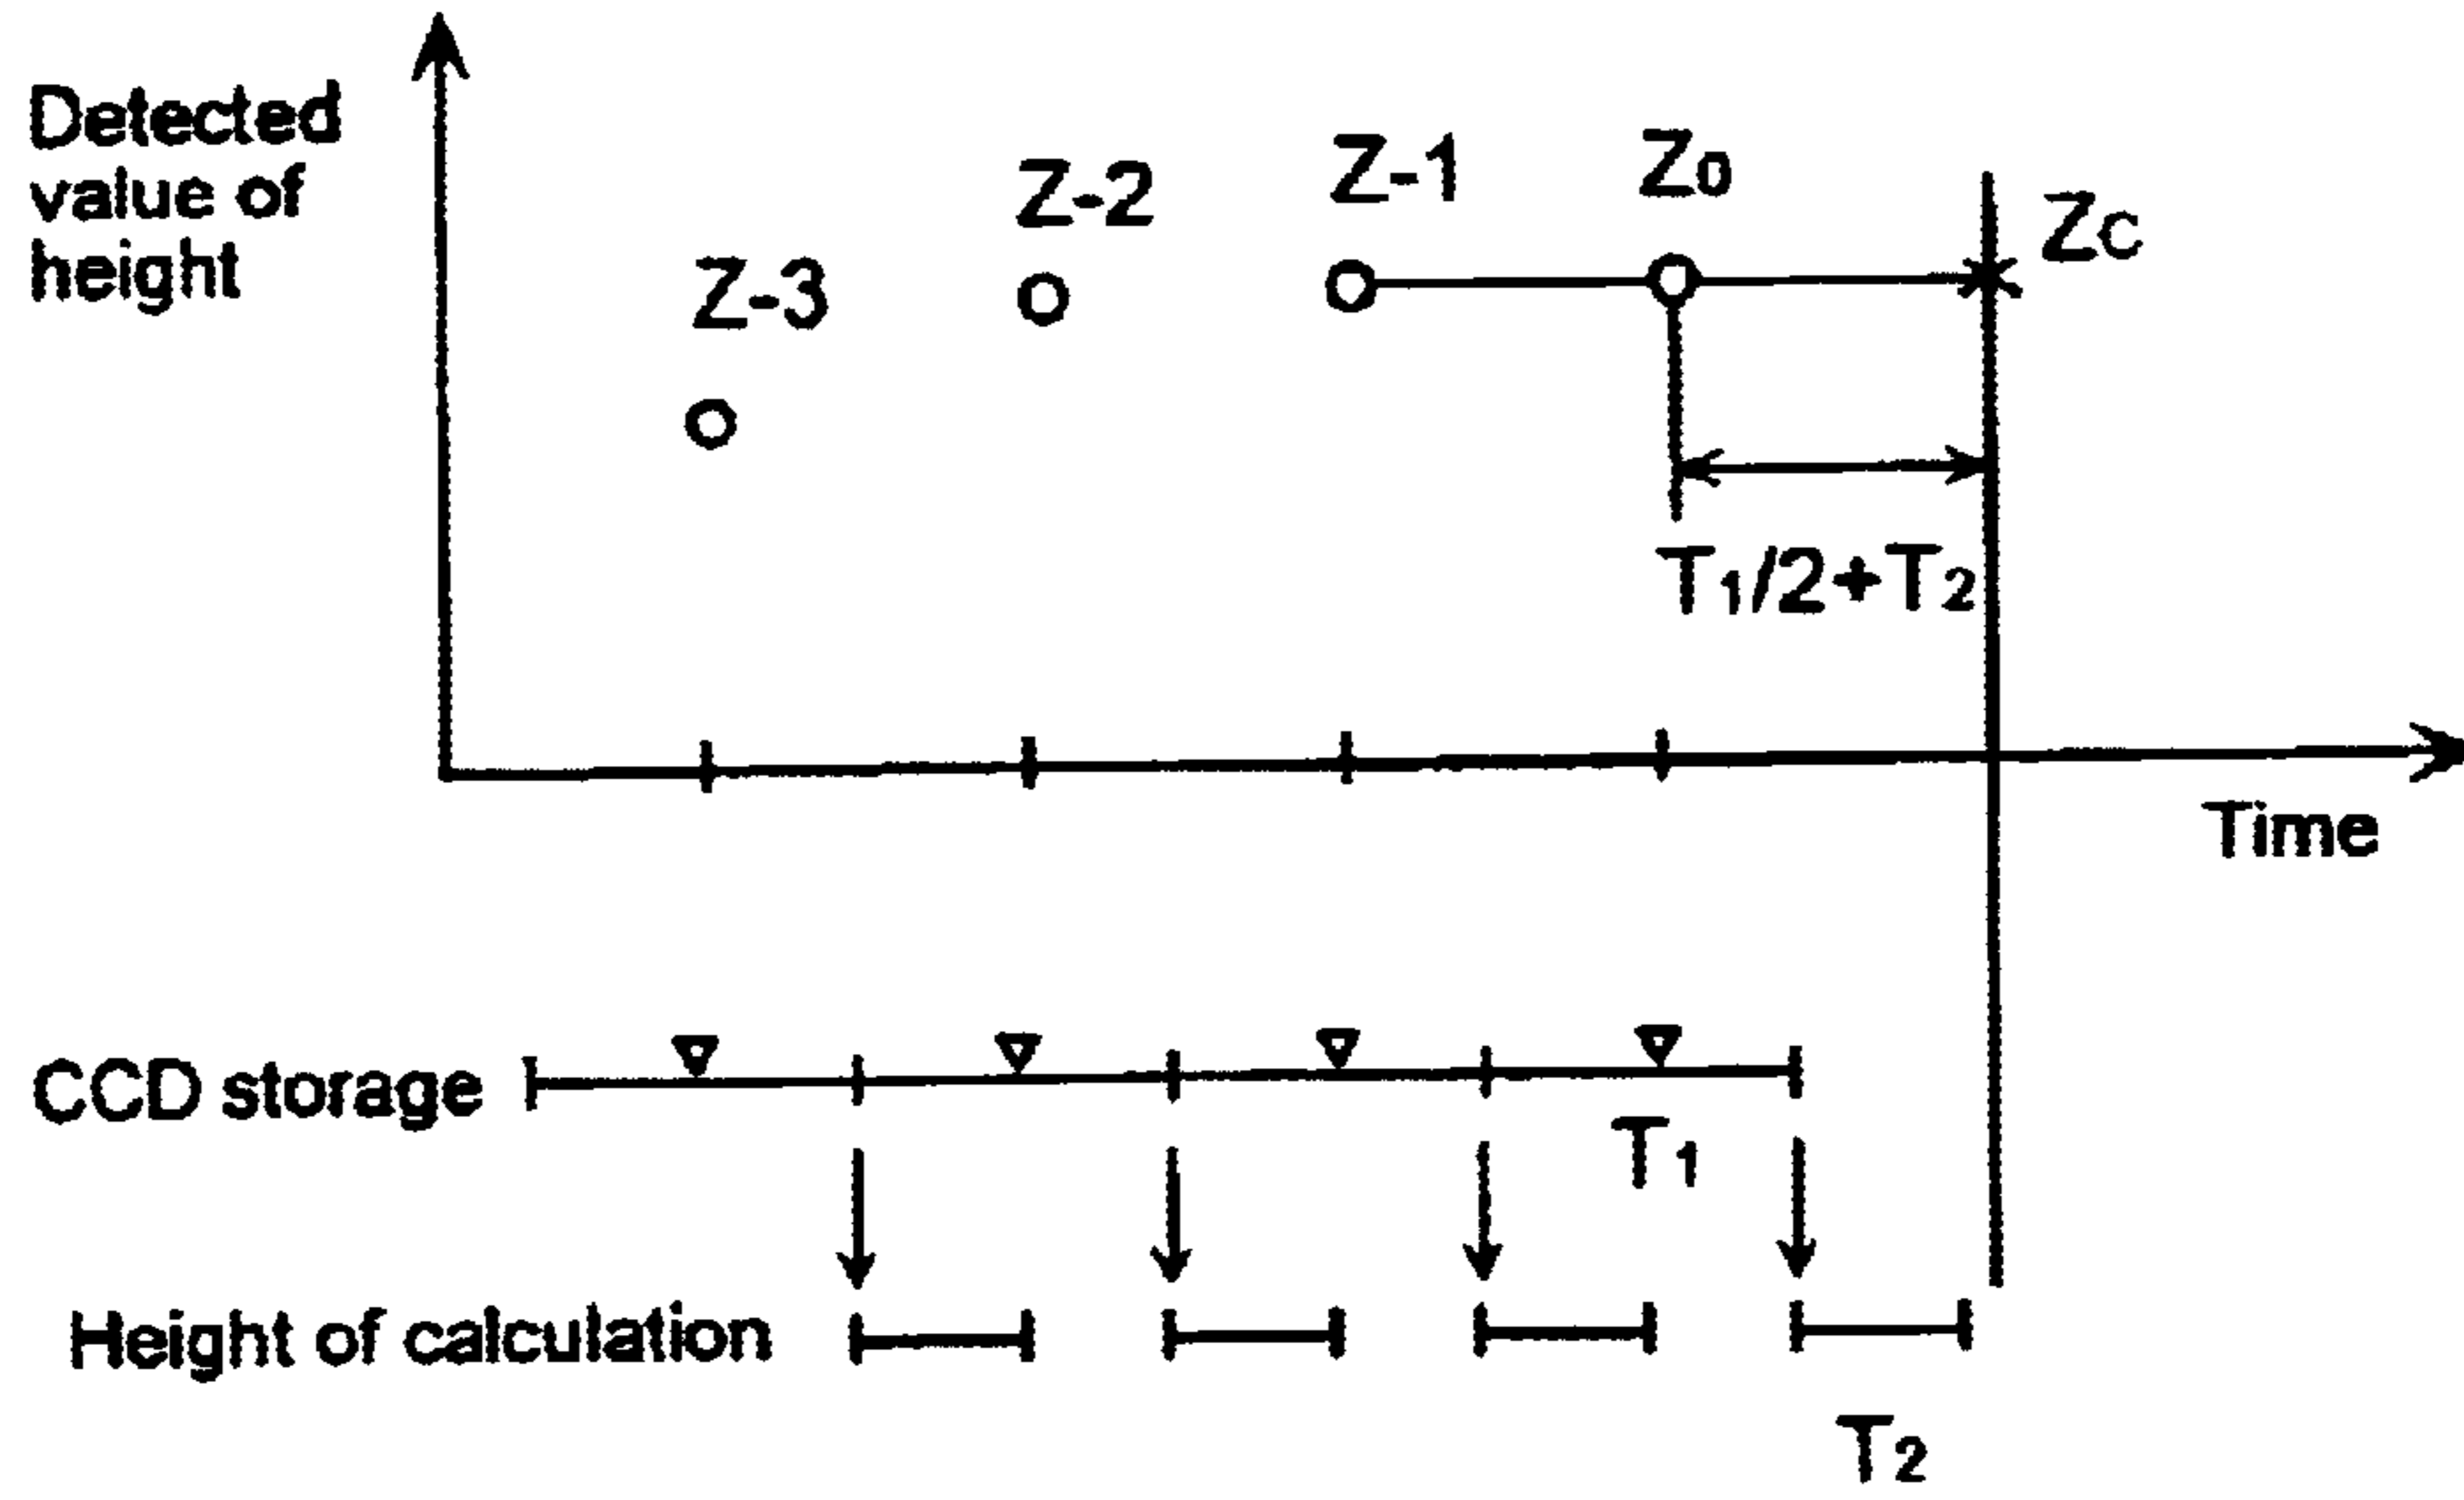 Detected
value of
height
Z-3
Z-2
Z-1
Z0
ZC
T1/2+T2
Time
CCD storage
T1
Height of calculation
T2